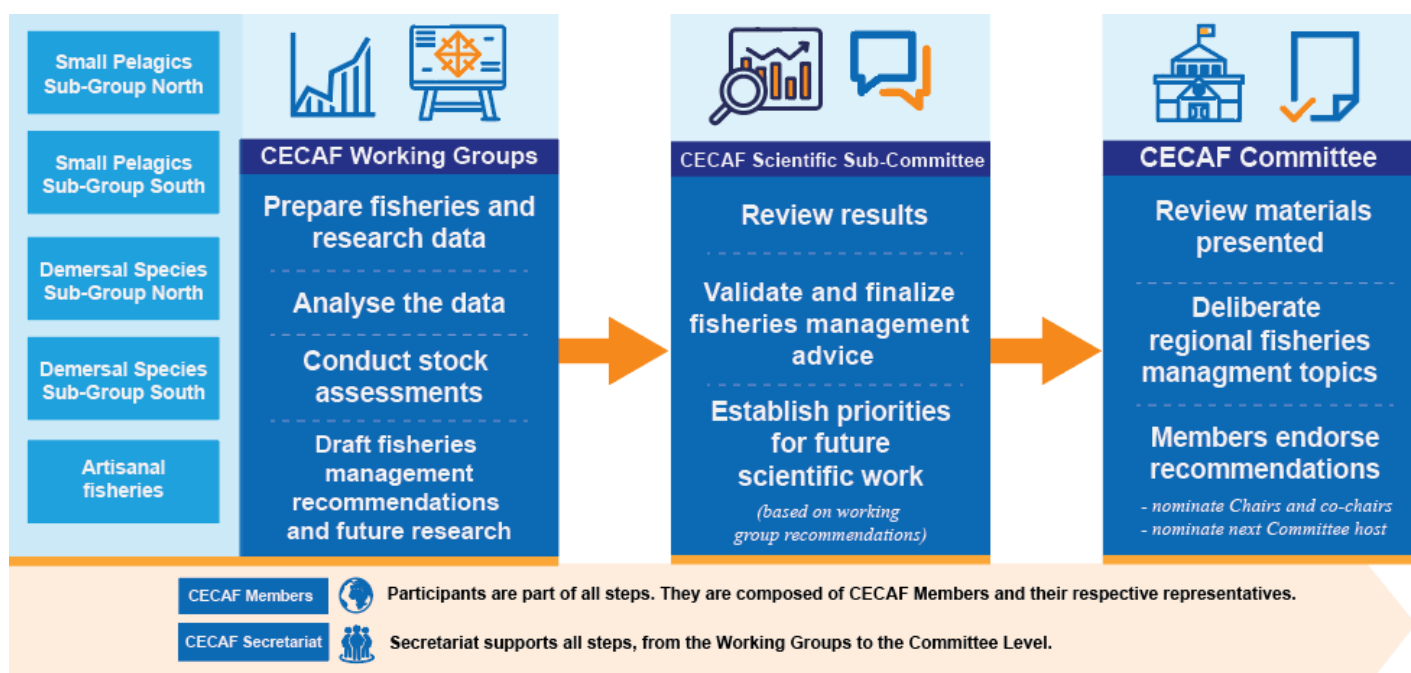 Small Pelagics
Sub-Group North
Small Pelagics
Sub-Group South
Demersal Species
Sub-Group North
Demersal Species
Sub-Group South
Artisanal
fisheries
CECAF Working Groups
Prepare fisheries and
research data
Analyse the data
Conduct stock
assessments
Draft fisheries
management
recommendations
and future research
CECAF Scientific Sub-Committee
Review results
Validate and finalize
fisheries management
advice
Establish priorities
for future
scientific work
(based on working
group recommendations)
CECAF Committee
Review materials
presented
Deliberate
regional fisheries
managment topics
Members endorse
recommendations
- nominate Chairs and co-chairs
- nominate next Committee host
CECAF Members
Participants are part of all steps. They are composed of CECAF Members and their respective representatives.
CECAF Secretariat
Secretariat supports all steps, from the Working Groups to the Committee Level.